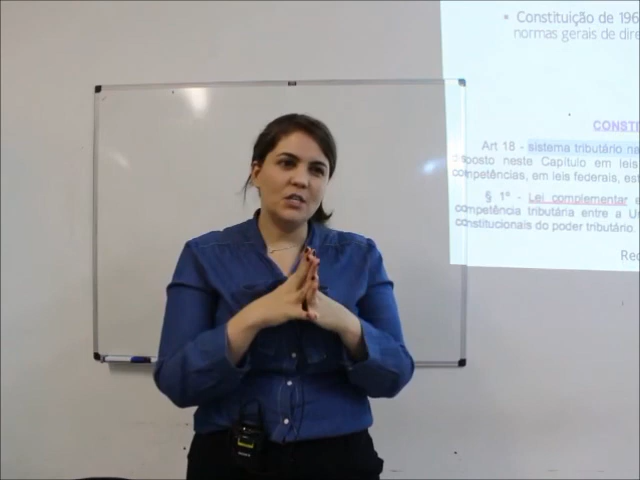 ▪ Constituição de 196
normas gerais de dire
CONSTI
Art 18 - sistema tributário na
disposto neste Capítulo em leis
competências, em leis federais, est
§ 1º - Lei complementar e
competência tributária entre a U
constitucionais do poder tributário.
Red